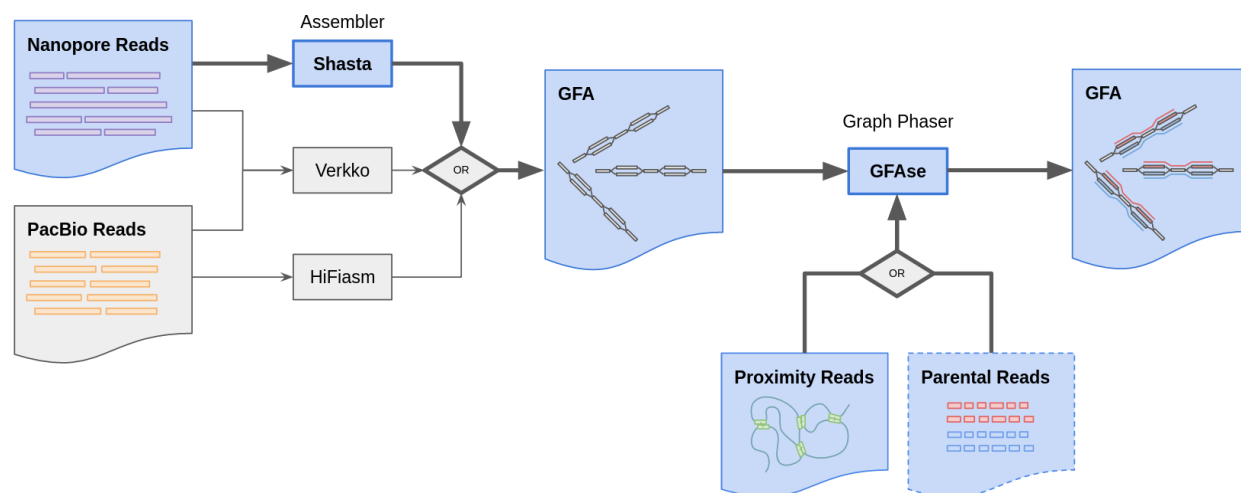 Assembler
Nanopore Reads
Shasta
GFA
GFA
Graph Phaser
Verkko
OR
GFAse
PacBio Reads
HiFiasm
OR
Proximity Reads
Parental Reads